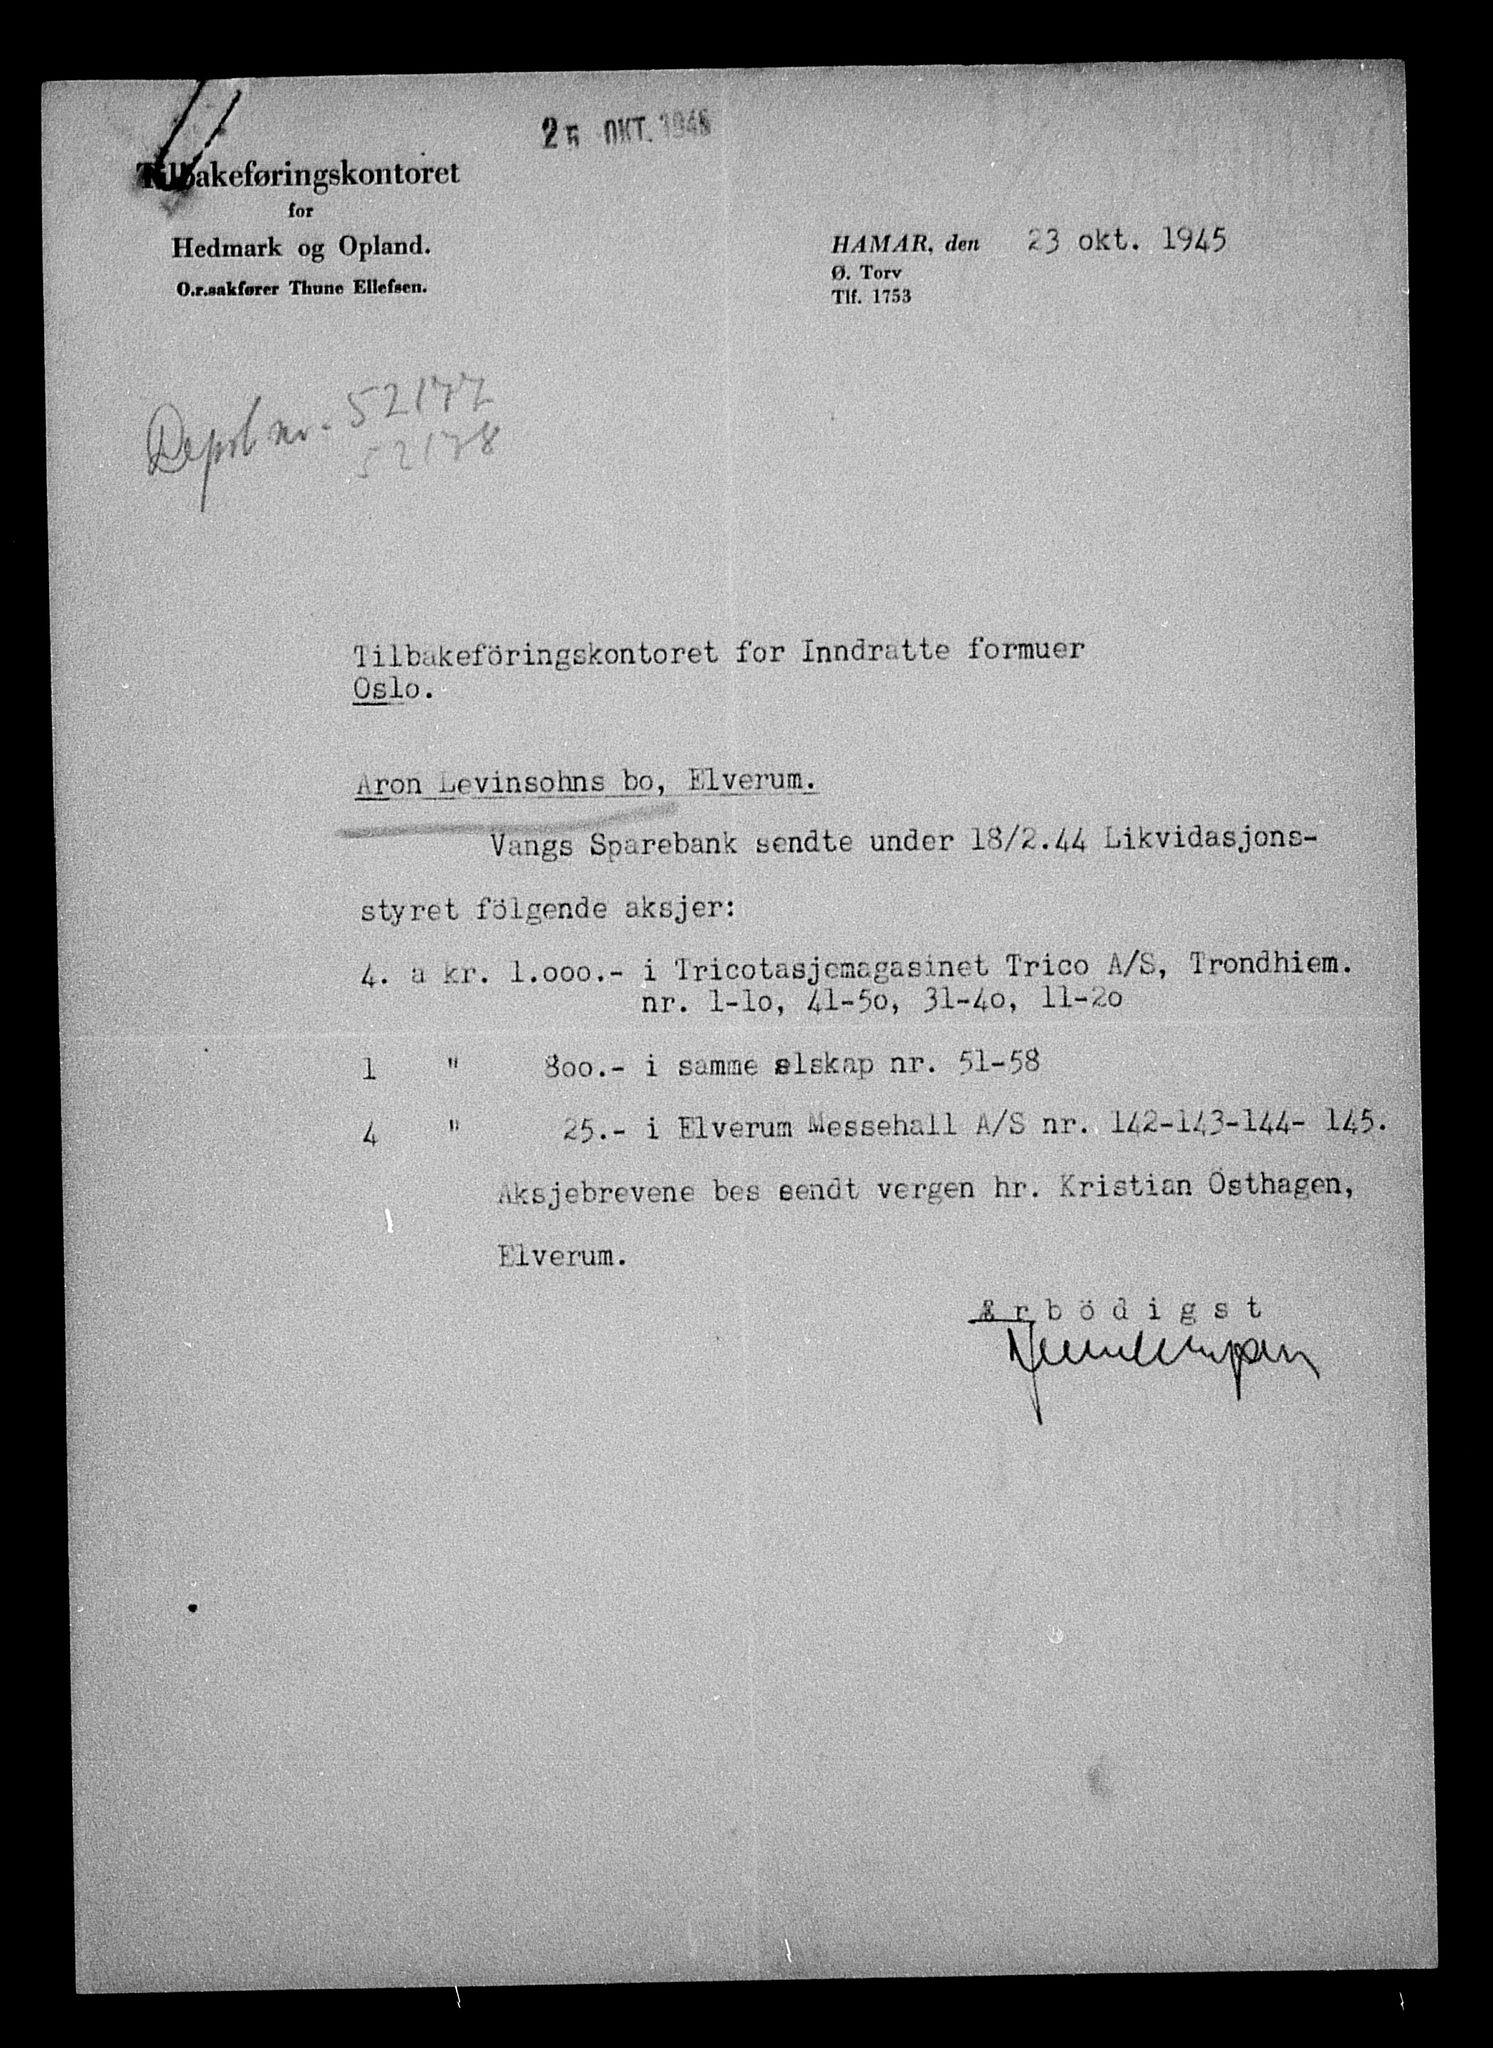 25 OKT. 1945
Tilbakeføringskontoret
for
Hedmark og Opland.
O.r.sakfører Thune Ellefsen.
HAMAR, den 23 okt. 1945
Ø. Torv
Tlf. 1753
Depot nr. 52177
52178
Tilbakeföringskontoret for Inndratte formuer
Oslo.
Aron Levinsohns bo, Elverum.
Vangs Sparebank sendte under 18/2.44 Likvidasjons-
styret fölgende aksjer:
4. a kr. 1.000.- i Tricotasjemagasinet Trico A/S, Trondhiem.
nr. 1-10, 41-50, 31-40, 11-20
1 " 800.- i samme slskap nr. 51-58
4 " 25.- i Elverum Messehall A/S nr. 142-143-144- 145.
Aksjebrevene bes sendt vergen hr. Kristian Östhagen,
Elverum.
Ærbödigst